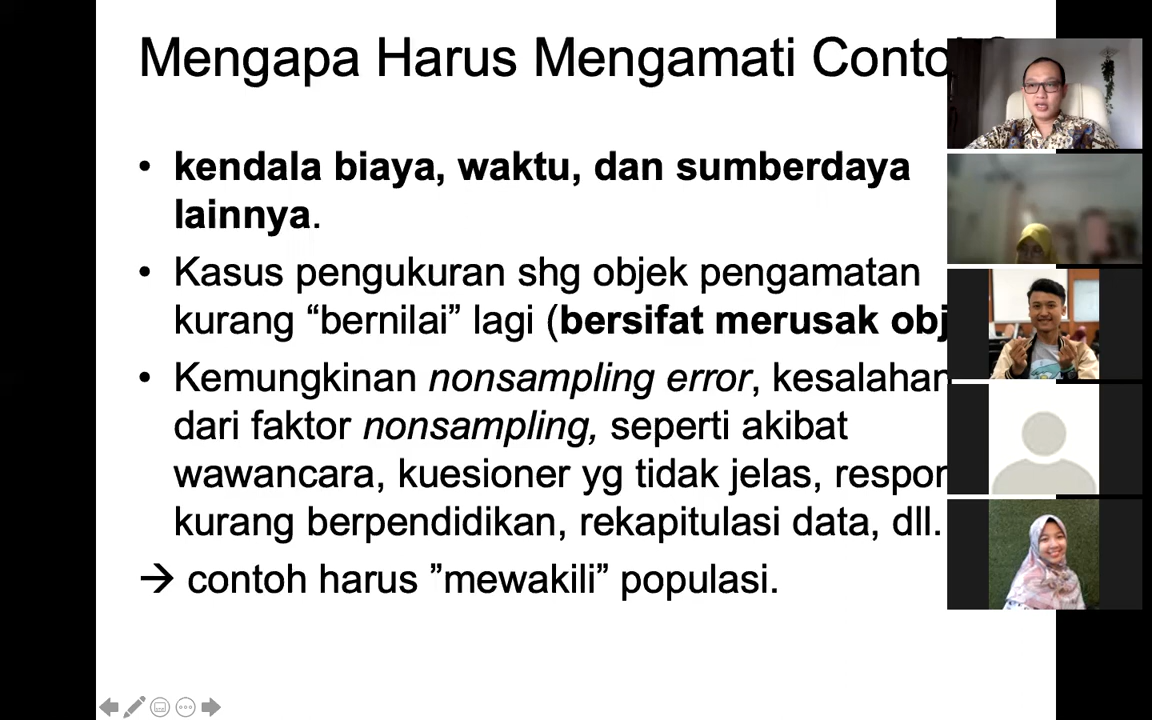 Mengapa Harus Mengamati
• kendala biaya, waktu, dan sumberdaya
lainnya.
• Kasus pengukuran shg objek pengamatan
kurang “bernilai” lagi (bersifat merusak
• Kemungkinan nonsampling error, kesalahan
dari faktor nonsampling, seperti akibat
wawancara, kuesioner yg tidak jelas,
kurang berpendidikan, rekapitulasi data, dll.
→ contoh harus ”mewakili” populasi.